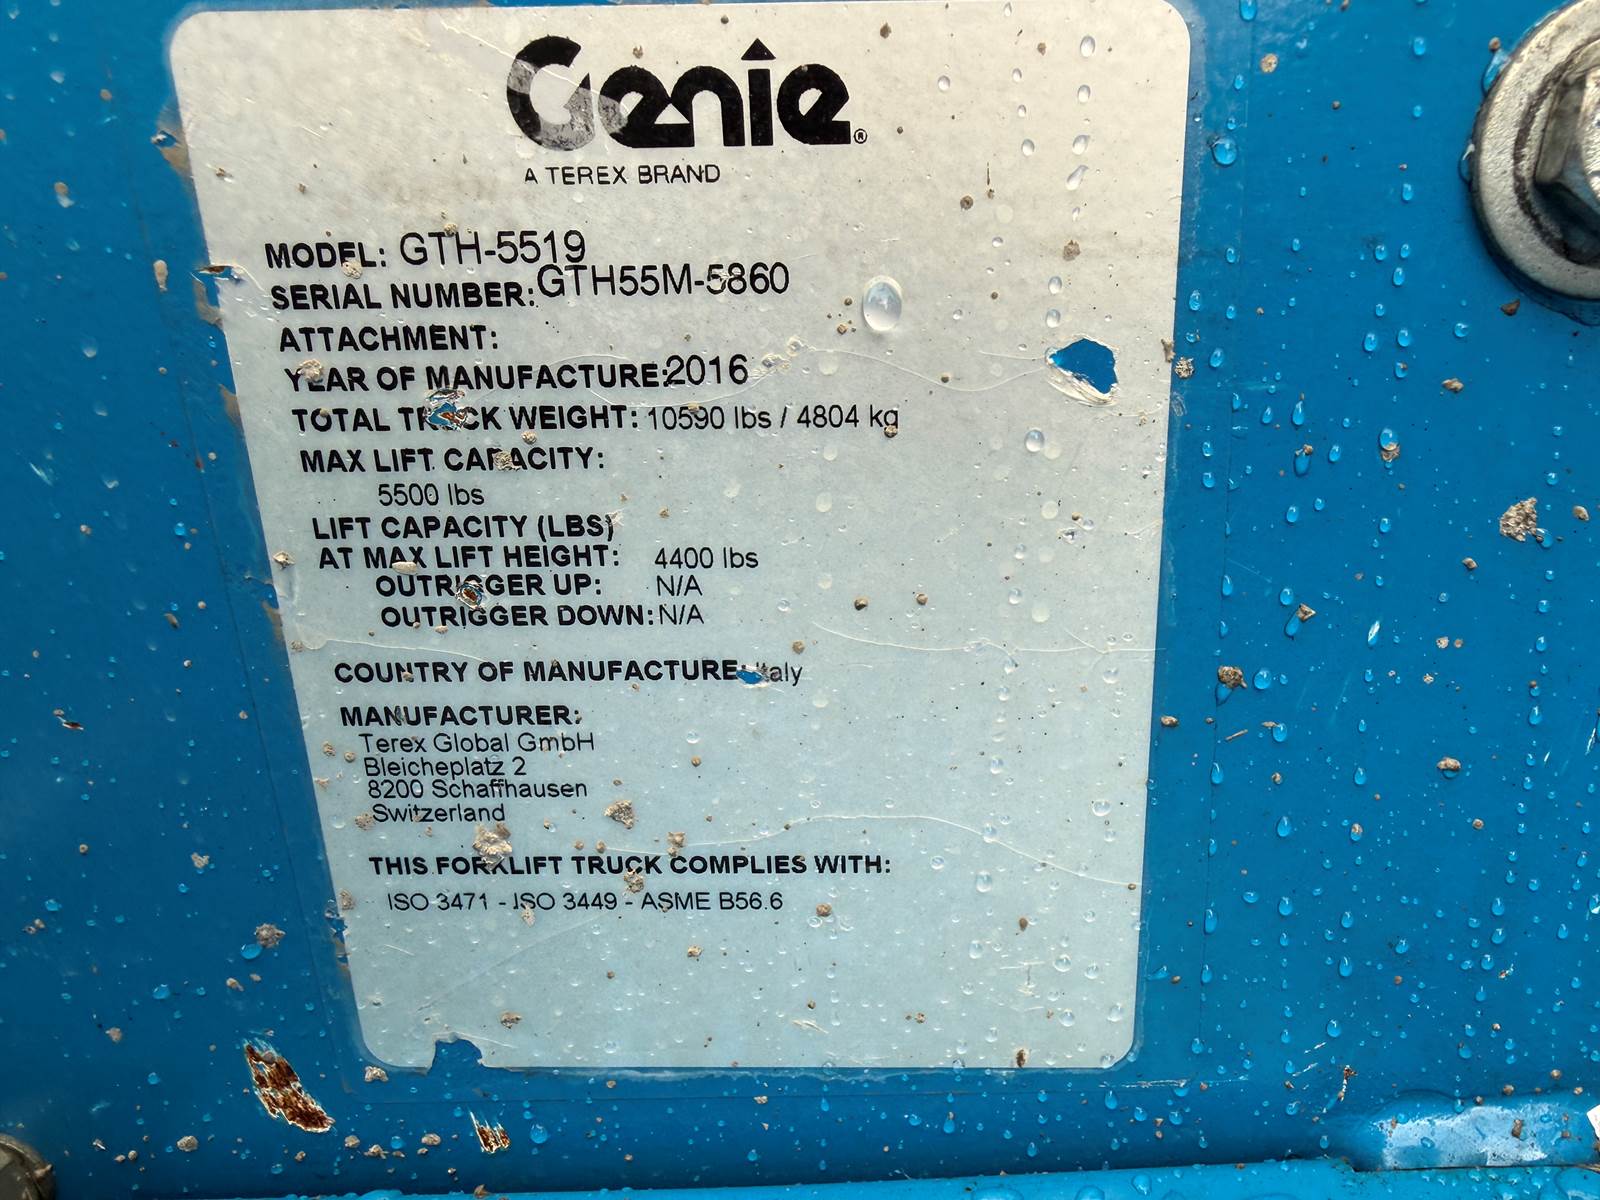 Genie®
A TEREX BRAND
MODEL: GTH-5519
SERIAL NUMBER: GTH55M-5860
ATTACHMENT:
YEAR OF MANUFACTURE: 2016
TOTAL TRUCK WEIGHT: 10590 lbs / 4804 kg
MAX LIFT CAPACITY:
5500 lbs
LIFT CAPACITY (LBS)
AT MAX LIFT HEIGHT: 4400 lbs
OUTRIGGER UP: N/A
OUTRIGGER DOWN: N/A
COUNTRY OF MANUFACTURE: Italy
MANUFACTURER:
Terex Global GmbH
Bleicheplatz 2
8200 Schaffhausen
Switzerland
THIS FORKLIFT TRUCK COMPLIES WITH:
ISO 3471 - ISO 3449 - ASME B56.6